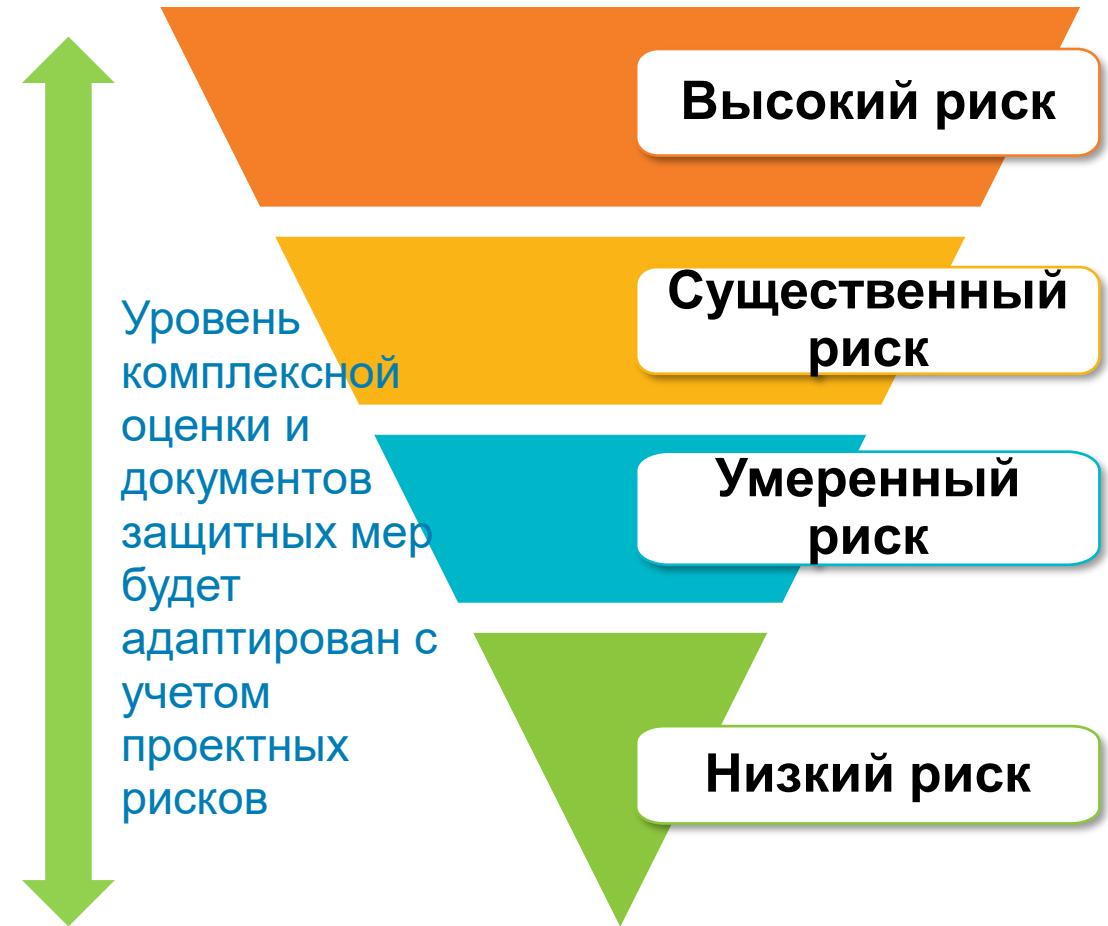 Высокий риск
Существенный
риск
Уровень
комплексной
оценки и
документов
защитных мер
будет
адаптирован с
учетом
проектных
рисков
Умеренный
риск
Низкий риск